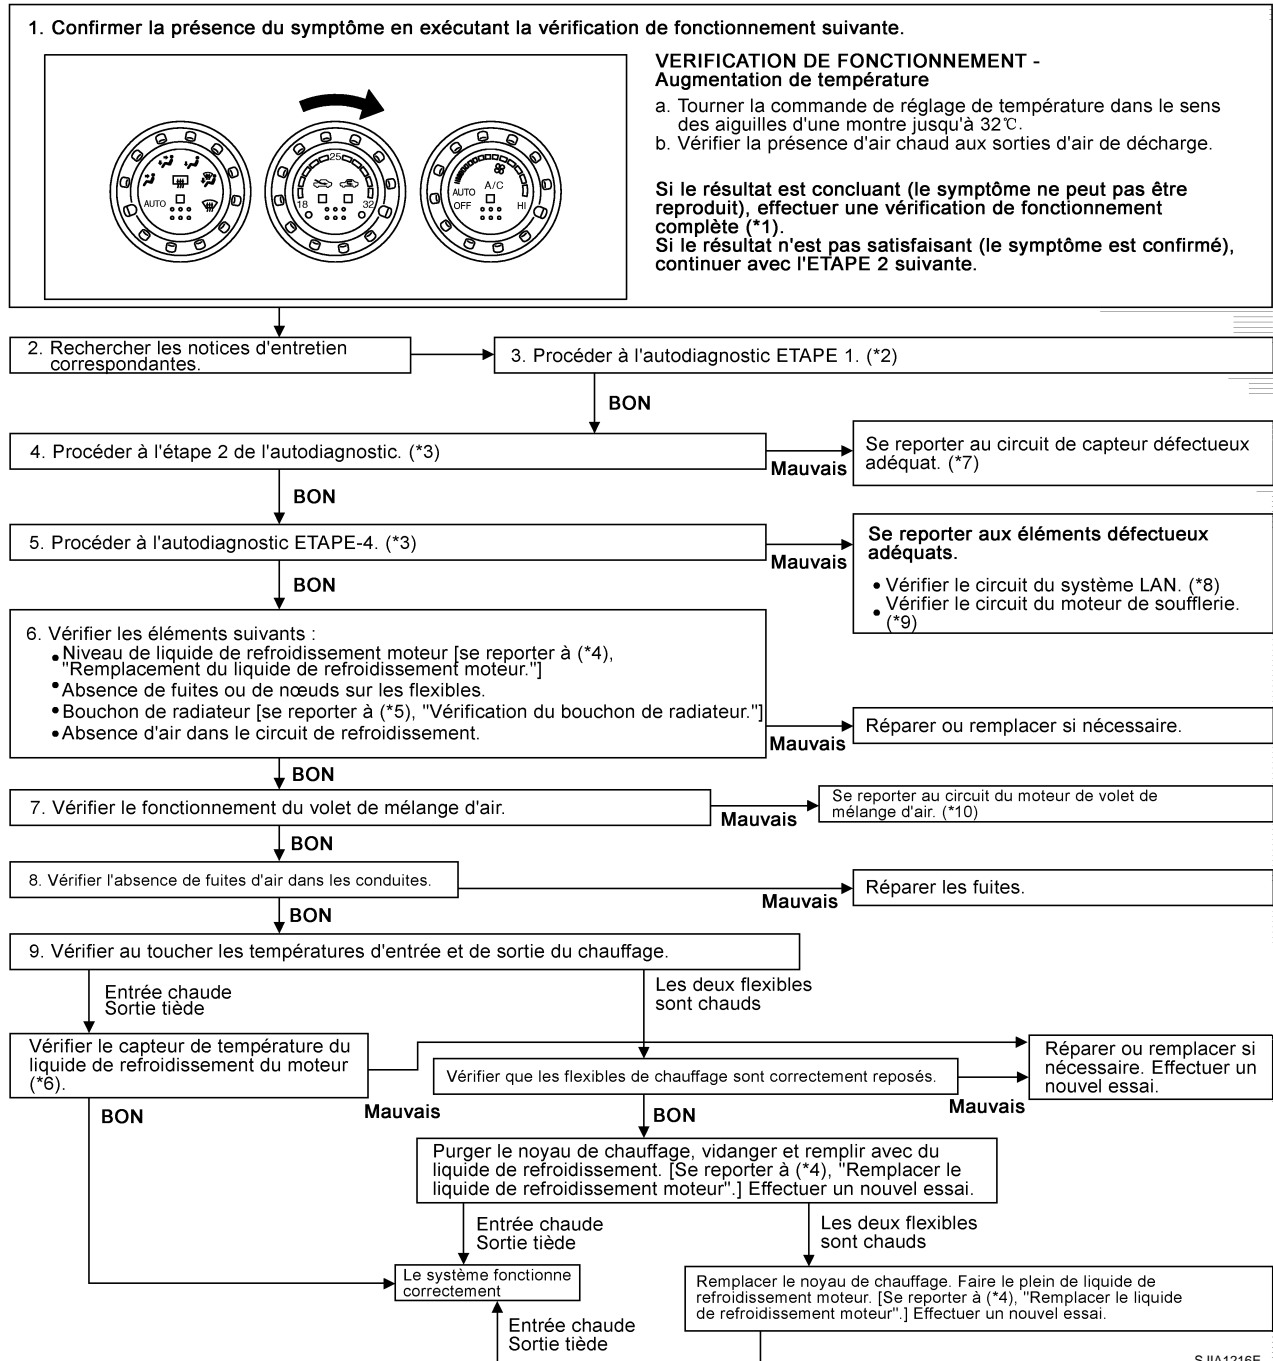 1. Confirmer la présence du symptôme en exécutant la vérification de fonctionnement suivante.
VERIFICATION DE FONCTIONNEMENT -
Augmentation de température
a. Tourner la commande de réglage de température dans le sens
des aiguilles d'une montre jusqu'à 32℃.
b. Vérifier la présence d'air chaud aux sorties d'air de décharge.
Si le résultat est concluant (le symptôme ne peut pas être
reproduit), effectuer une vérification de fonctionnement
complète (*1).
Si le résultat n'est pas satisfaisant (le symptôme est confirmé),
continuer avec l'ETAPE 2 suivante.
AUTO
25
18
32
A/C
AUTO
OFF
HI
2. Rechercher les notices d'entretien
correspondantes.
3. Procéder à l'autodiagnostic ETAPE 1. (*2)
BON
4. Procéder à l'étape 2 de l'autodiagnostic. (*3)
Mauvais
Se reporter au circuit de capteur défectueux
adéquat. (*7)
BON
5. Procéder à l'autodiagnostic ETAPE-4. (*3)
Mauvais
Se reporter aux éléments défectueux
adéquats.
• Vérifier le circuit du système LAN. (*8)
• Vérifier le circuit du moteur de soufflerie.
(*9)
BON
6. Vérifier les éléments suivants :
• Niveau de liquide de refroidissement moteur [se reporter à (*4),
"Remplacement du liquide de refroidissement moteur."]
• Absence de fuites ou de nœuds sur les flexibles.
• Bouchon de radiateur [se reporter à (*5), "Vérification du bouchon de radiateur."]
• Absence d'air dans le circuit de refroidissement.
Mauvais
Réparer ou remplacer si nécessaire.
BON
7. Vérifier le fonctionnement du volet de mélange d'air.
Mauvais
Se reporter au circuit du moteur de volet de
mélange d'air. (*10)
BON
8. Vérifier l'absence de fuites d'air dans les conduites.
Mauvais
Réparer les fuites.
BON
9. Vérifier au toucher les températures d'entrée et de sortie du chauffage.
Entrée chaude
Sortie tiède
Les deux flexibles
sont chauds
Vérifier le capteur de température du
liquide de refroidissement du moteur
(*6).
Vérifier que les flexibles de chauffage sont correctement reposés.
Réparer ou remplacer si
nécessaire. Effectuer un
nouvel essai.
BON
Mauvais
BON
Mauvais
Purger le noyau de chauffage, vidanger et remplir avec du
liquide de refroidissement. [Se reporter à (*4), "Remplacer le
liquide de refroidissement moteur".] Effectuer un nouvel essai.
Entrée chaude
Sortie tiède
Les deux flexibles
sont chauds
Le système fonctionne
correctement
Remplacer le noyau de chauffage. Faire le plein de liquide de
refroidissement moteur. [Se reporter à (*4), "Remplacer le liquide
de refroidissement moteur".] Effectuer un nouvel essai.
Entrée chaude
Sortie tiède
SJIA1216E